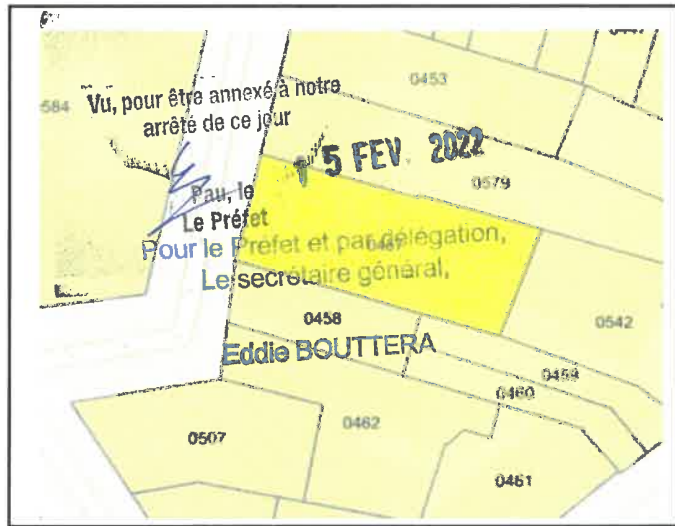 0453
584
Vu, pour être annexé à notre
arrêté de ce jour
5 FEV. 2022
0579
Pau, le
Le Préfet
Pour le Préfet et par délégation,
Le secrétaire général,
0458
0542
Eddie BOUTTERA
0459
0460
0507
0462
0461